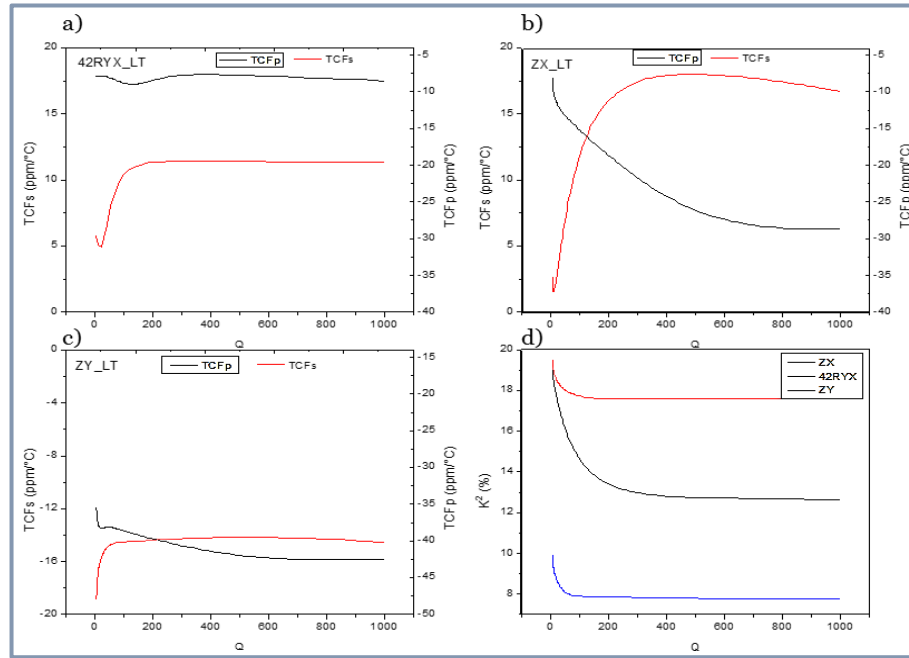 a)
42RYX_LT
TCFp
TCFs
20
15
10
5
0
TCFs (ppm/°C)
-5
-10
-15
-20
-25
-30
-35
-40
TCFp (ppm/°C)
0 200 400 600 800 1000
Q
b)
ZX_LT
TCFp
TCFs
20
15
10
5
0
TCFs (ppm/°C)
-5
-10
-15
-20
-25
-30
-35
-40
TCFp (ppm/°C)
0 200 400 600 800 1000
Q
c)
ZY_LT
TCFp
TCFs
0
-4
-8
-12
-16
-20
TCFs (ppm/°C)
-15
-20
-25
-30
-35
-40
-45
-50
TCFp (ppm/°C)
0 200 400 600 800 1000
Q
d)
ZX
42RYX
ZY
20
18
16
14
12
10
8
K² (%)
0 200 400 600 800 1000
Q